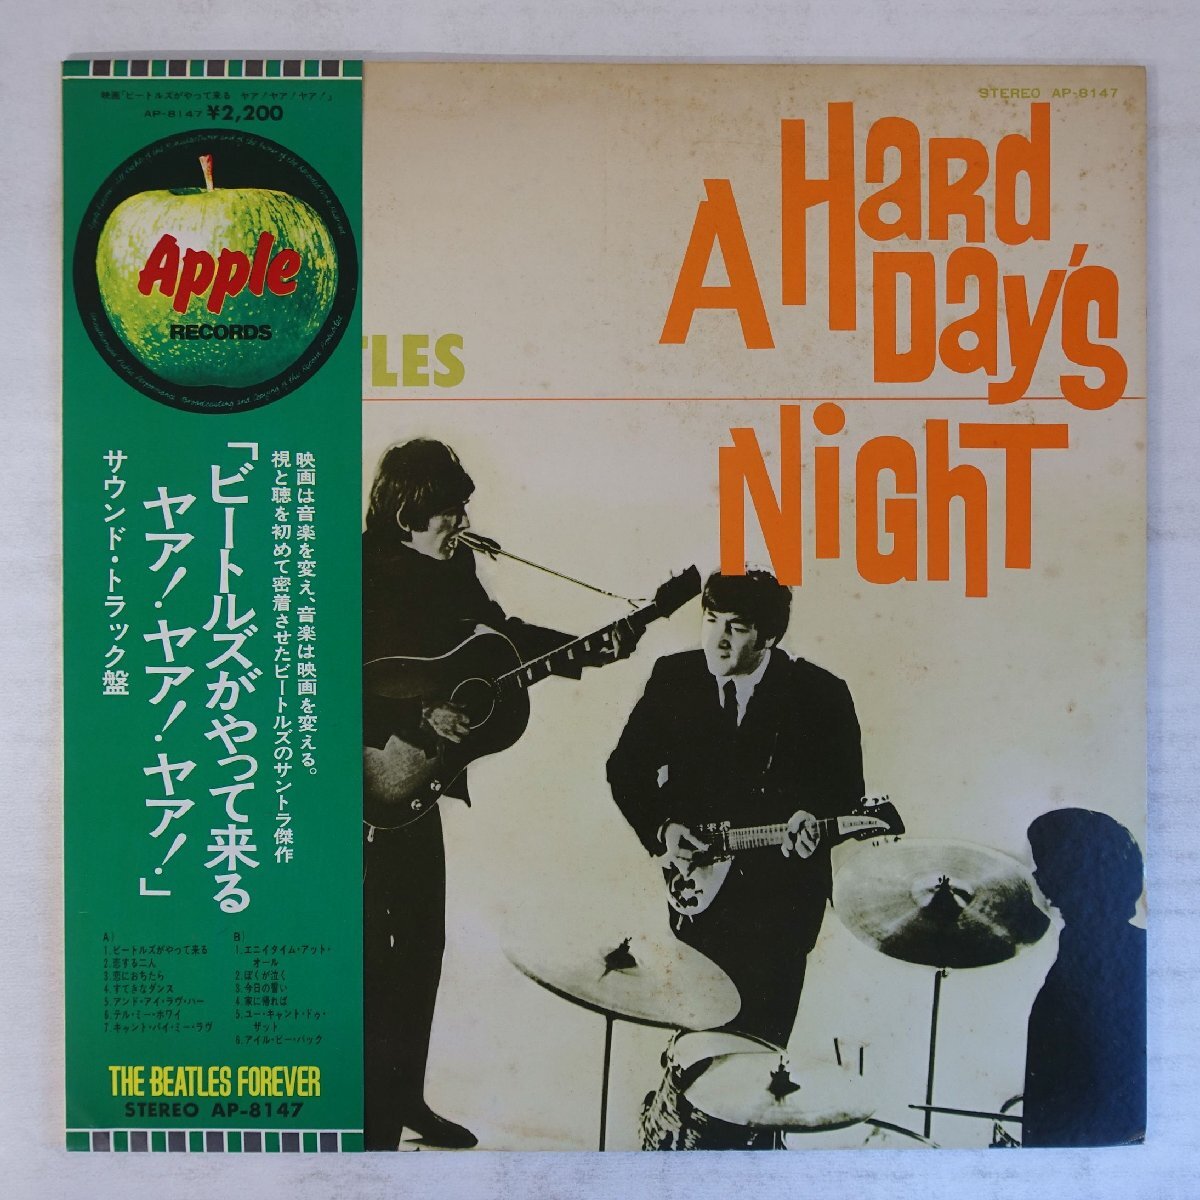 映画「ビートルズがやって来る ヤア!ヤア!ヤア!」
AP-8147 ¥2,200
Apple
RECORDS
「ビートルズがやって来る
ヤア!・ヤア!・ヤア!・」
サウンド・トラック盤
映画は音楽を変え、音楽は映画を変える。
視と聴を初めて密着させたビートルズのサントラ傑作
A)
1.ビートルズがやって来る
2.恋する二人
3.恋におちたら
4.すてきなダンス
5.アンド・アイ・ラヴ・ハー
6.テル・ミー・ホワイ
7.キャント・バイ・ミー・ラヴ
B)
1.エニイタイム・アット・
オール
2.ぼくが泣く
3.今日の誓い
4.家に帰れば
5.ユー・キャント・ドゥ・
ザット
6.アイル・ビー・バック
THE BEATLES FOREVER
STEREO AP-8147
STEREO AP-8147
A HARD
DAY'S
NIGHT
TLES